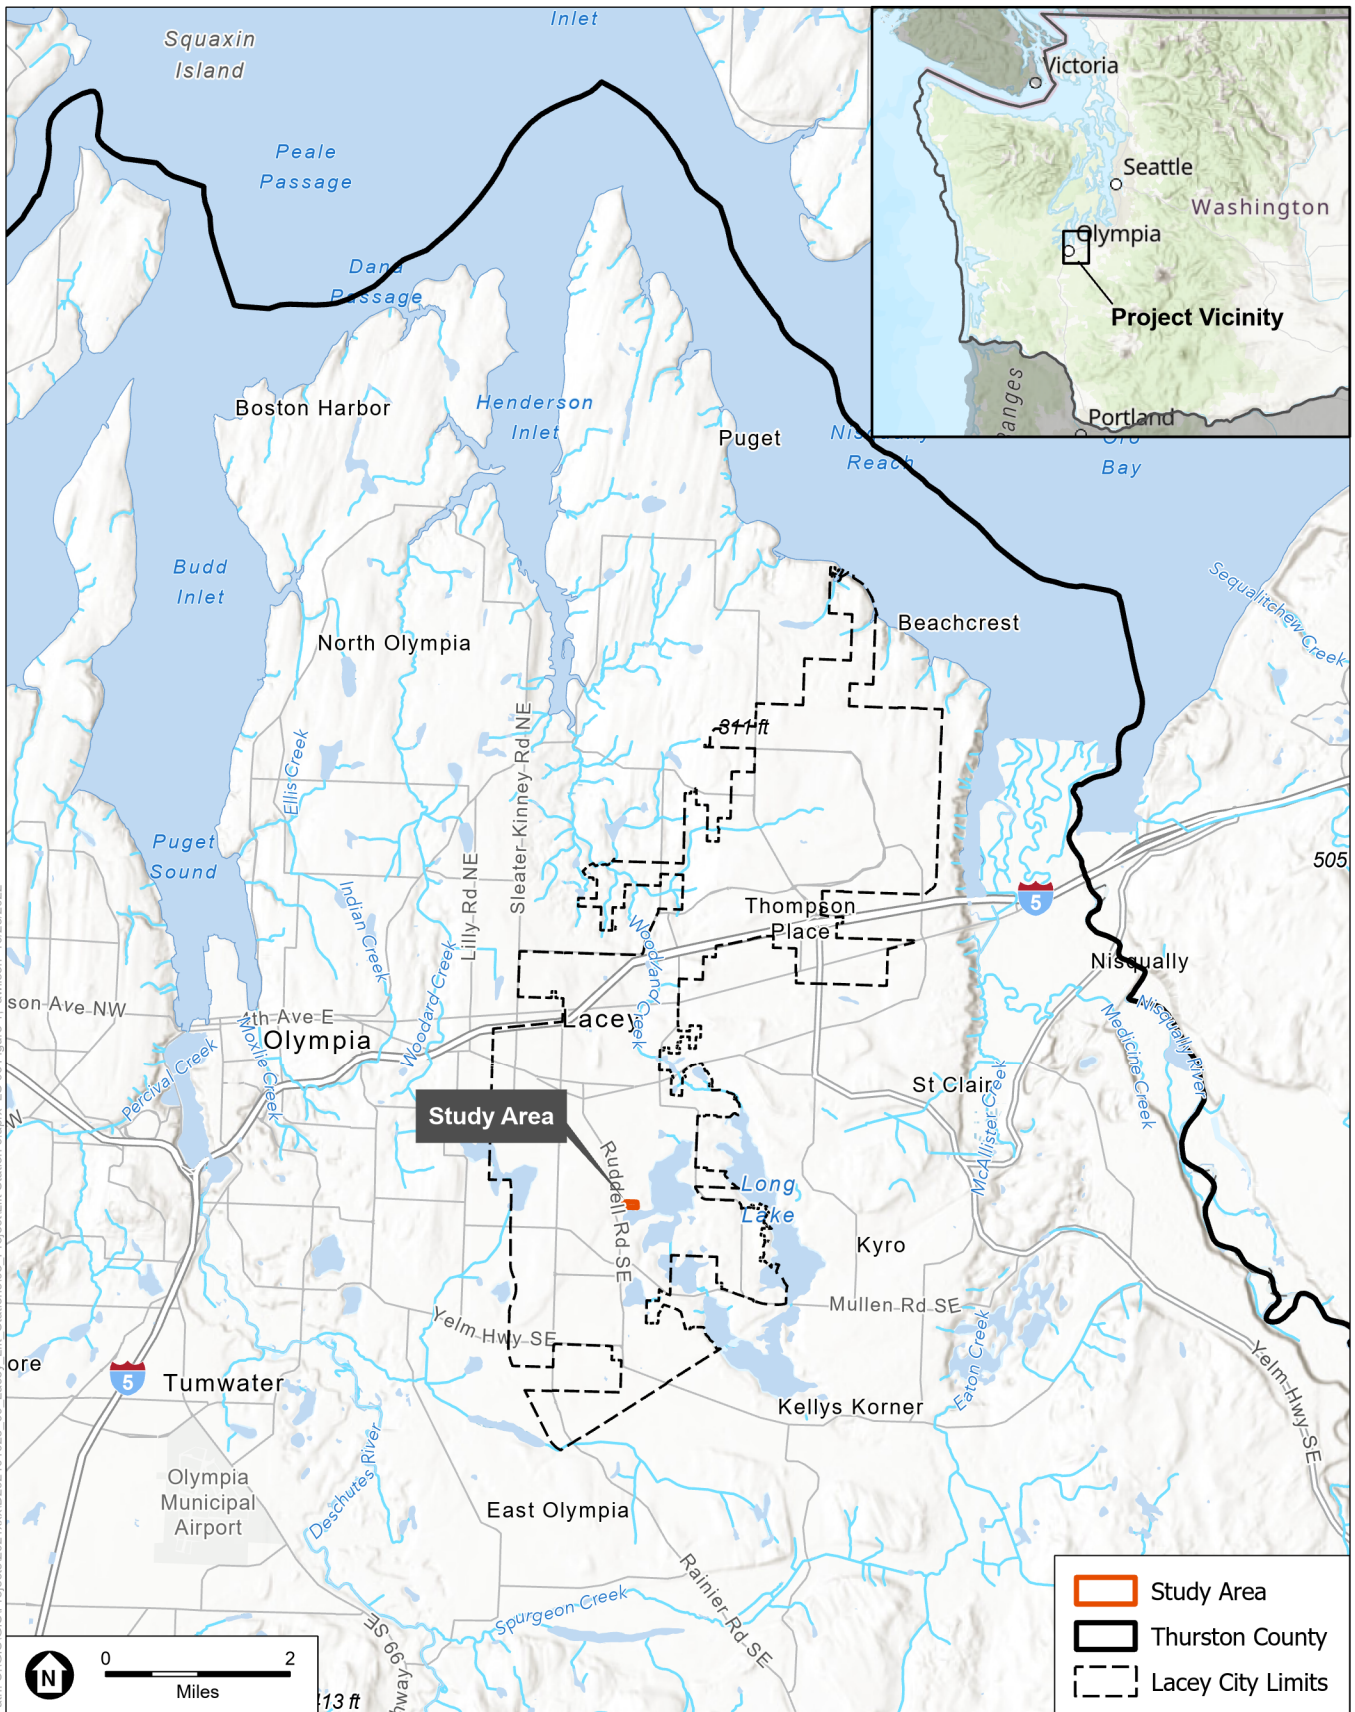 Squaxin
Island
Inlet
Peale
Passage
Dana
Passage
Victoria
Seattle
Washington
Olympia
Project Vicinity
Portland
anges
Boston Harbor
Henderson
Inlet
Puget
Reach
Bay
Budd
Inlet
Sequalitchew Creek
North Olympia
Beachcrest
311 ft
Ellis Creek
Sleater Kinney Rd NE
Lilly Rd NE
Puget
Sound
505
5
Indian Creek
Woodard Creek
Woodland Creek
Thompson
Place
Nisqually
son Ave NW
4th Ave E
Olympia
Lacey
Moxlie Creek
Percival Creek
Nisqually River
Medicine Creek
St Clair
McAllister Creek
W
Study Area
Ruddell Rd SE
Long
Lake
Kyro
Mullen Rd SE
Yelm Hwy SE
Eaton Creek
Yelm-Hwy-SE
ore
5
Tumwater
Kellys Korner
Deschutes River
Olympia
Municipal
Airport
East Olympia
Rainier Rd SE
Spurgeon Creek
hway 99 SE
13 ft
N
0 2
Miles
Study Area
Thurston County
Lacey City Limits